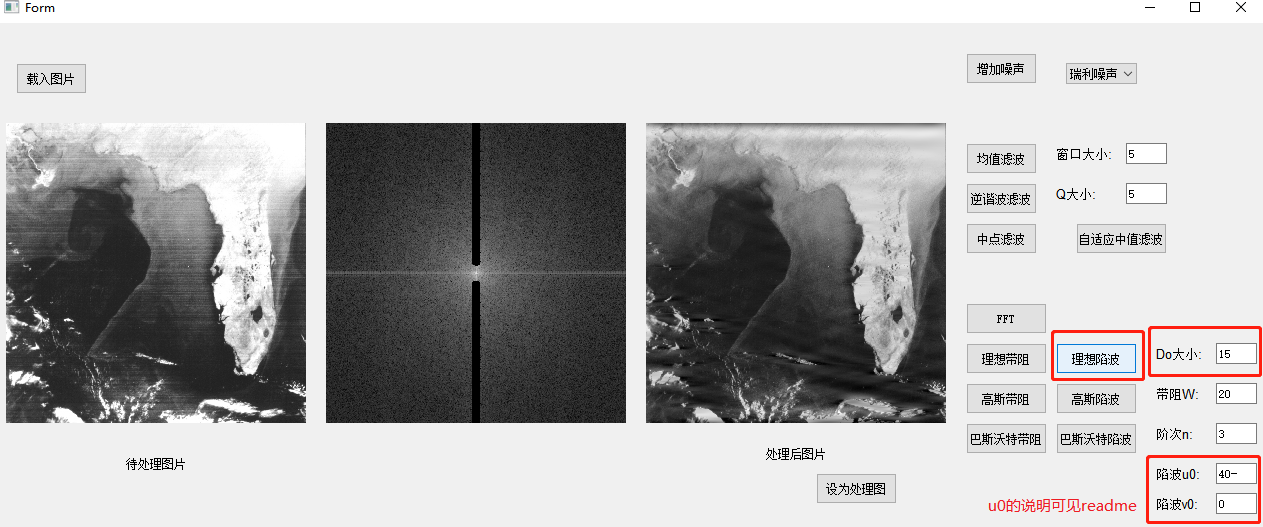 Form
载入图片
增加噪声
瑞利噪声
均值滤波
窗口大小:
5
逆谐波滤波
Q大小:
5
中点滤波
自适应中值滤波
FFT
理想带阻
理想陷波
Do大小:
15
高斯带阻
高斯陷波
带阻W:
20
巴斯沃特带阻
巴斯沃特陷波
阶次n:
3
待处理图片
处理后图片
设为处理图
陷波u0:
40-
u0的说明可见readme
陷波v0:
0